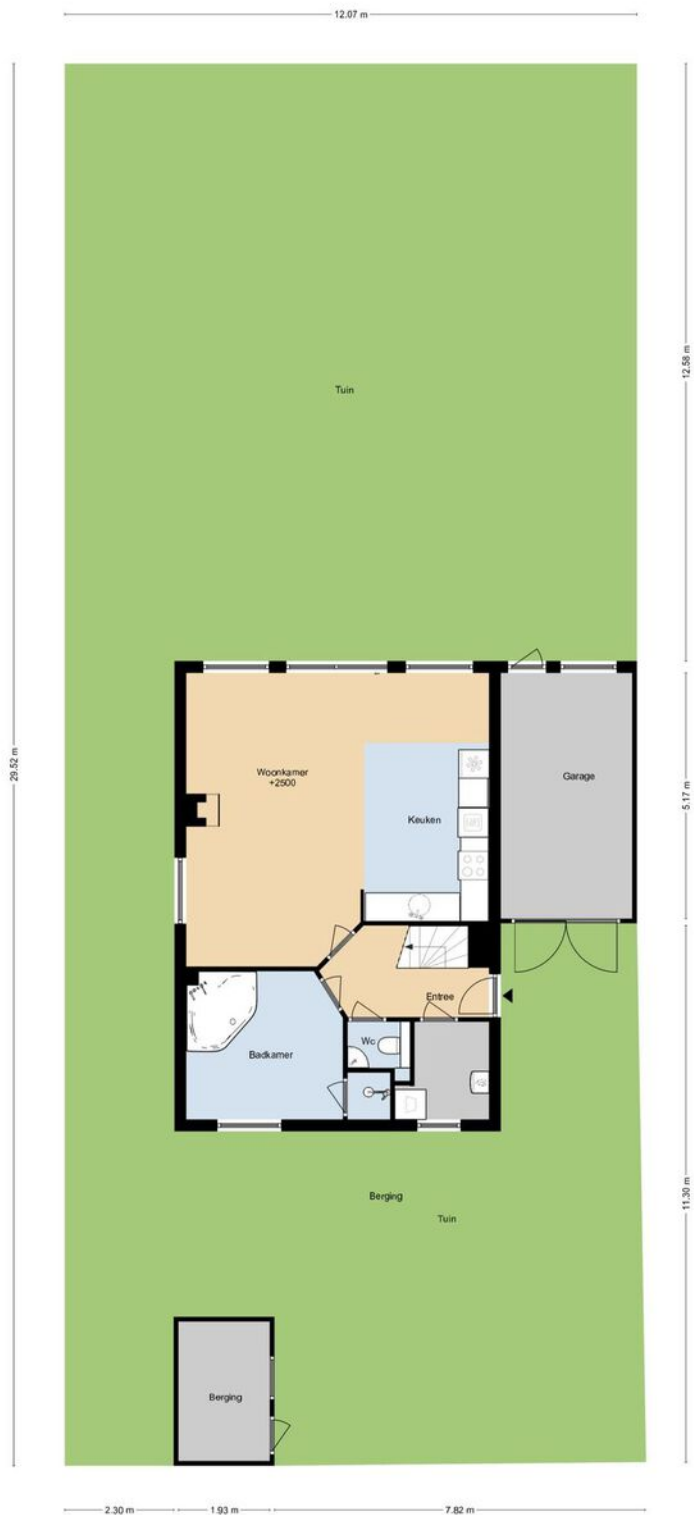 12.07 m
Tuin
12.58 m
29.52 m
Woonkamer
+2500
Garage
5.17 m
Keuken
Entree
Wc
Badkamer
Berging
Tuin
11.30 m
Berging
2.30 m
1.93 m
7.82 m